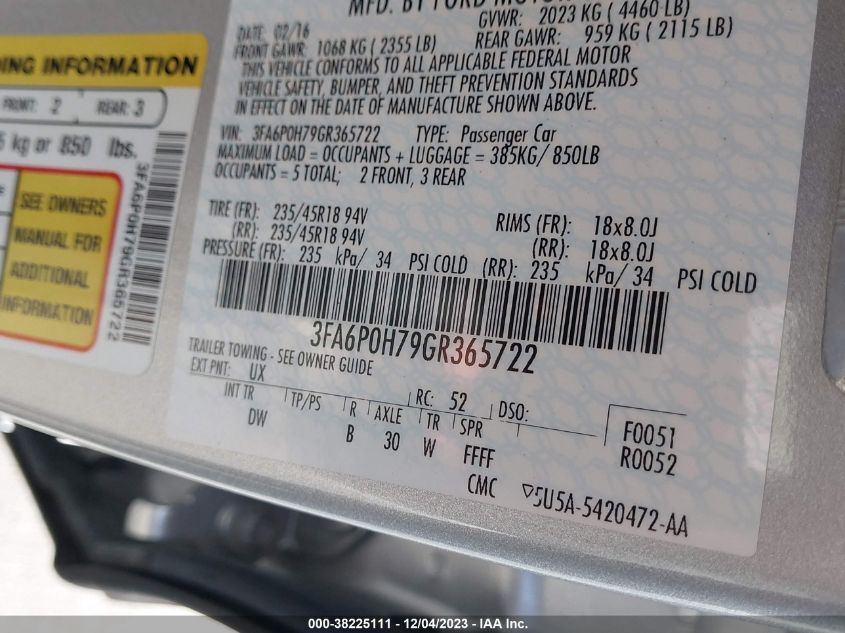 MFD. BY FORD MOTOR
DATE: 02/16 GVWR: 2023 KG ( 4460 LB)
FRONT GAWR: 1068 KG ( 2355 LB) REAR GAWR: 959 KG ( 2115 LB)
THIS VEHICLE CONFORMS TO ALL APPLICABLE FEDERAL MOTOR
VEHICLE SAFETY, BUMPER, AND THEFT PREVENTION STANDARDS
IN EFFECT ON THE DATE OF MANUFACTURE SHOWN ABOVE.
VIN: 3FA6P0H79GR365722 TYPE: Passenger Car
MAXIMUM LOAD = OCCUPANTS + LUGGAGE = 385KG/ 850LB
OCCUPANTS = 5 TOTAL; 2 FRONT, 3 REAR
TIRE (FR): 235/45R18 94V RIMS (FR): 18x8.0J
(RR): 235/45R18 94V (RR): 18x8.0J
PRESSURE (FR): 235 kPa/ 34 PSI COLD (RR): 235 kPa/ 34 PSI COLD
3FA6P0H79GR365722
TRAILER TOWING - SEE OWNER GUIDE
EXT PNT: UX RC: 52 DSO:
INT TR TP/PS R AXLE TR SPR F0051
DW B 30 W FFFF R0052
CMC 5U5A-5420472-AA
INFORMATION
FRONT: 2 REAR: 3
kg or 850 lbs.
SEE OWNERS
MANUAL FOR
ADDITIONAL
INFORMATION
3FA6P0H79GR365722
000-38225111 - 12/04/2023 - IAA Inc.